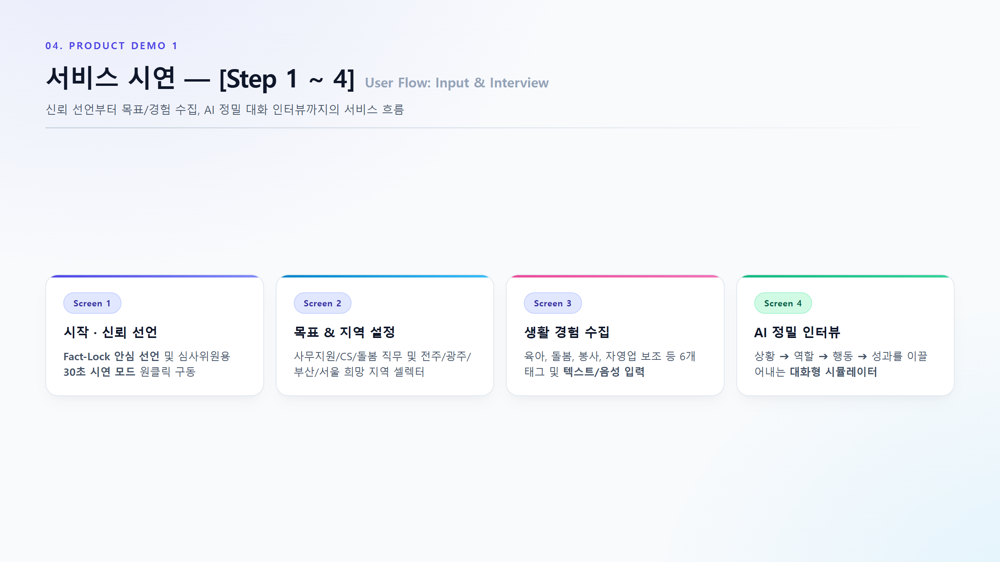 04. PRODUCT DEMO 1
서비스 시연 — [Step 1 ~ 4] User Flow: Input & Interview
신뢰 선언부터 목표/경험 수집, AI 정밀 대화 인터뷰까지의 서비스 흐름
Screen 1
시작 · 신뢰 선언
Fact-Lock 안심 선언 및 심사위원용
30초 시연 모드 원클릭 구동
Screen 2
목표 & 지역 설정
사무지원/CS/돌봄 직무 및 전주/광주/
부산/서울 희망 지역 셀렉터
Screen 3
생활 경험 수집
육아, 돌봄, 봉사, 자영업 보조 등 6개
태그 및 텍스트/음성 입력
Screen 4
AI 정밀 인터뷰
상황 ➔ 역할 ➔ 행동 ➔ 성과를 이끌
어내는 대화형 시뮬레이터